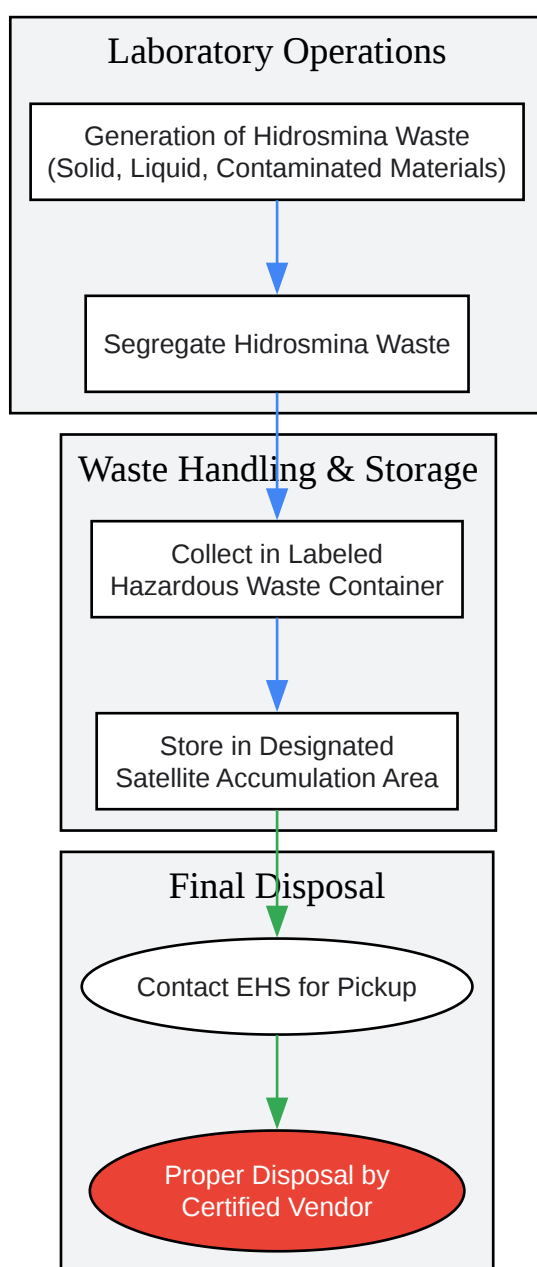 Laboratory Operations
Generation of Hidrosmina Waste
(Solid, Liquid, Contaminated Materials)
Segregate Hidrosmina Waste
Waste Handling & Storage
Collect in Labeled
Hazardous Waste Container
Store in Designated
Satellite Accumulation Area
Final Disposal
Contact EHS for Pickup
Proper Disposal by
Certified Vendor